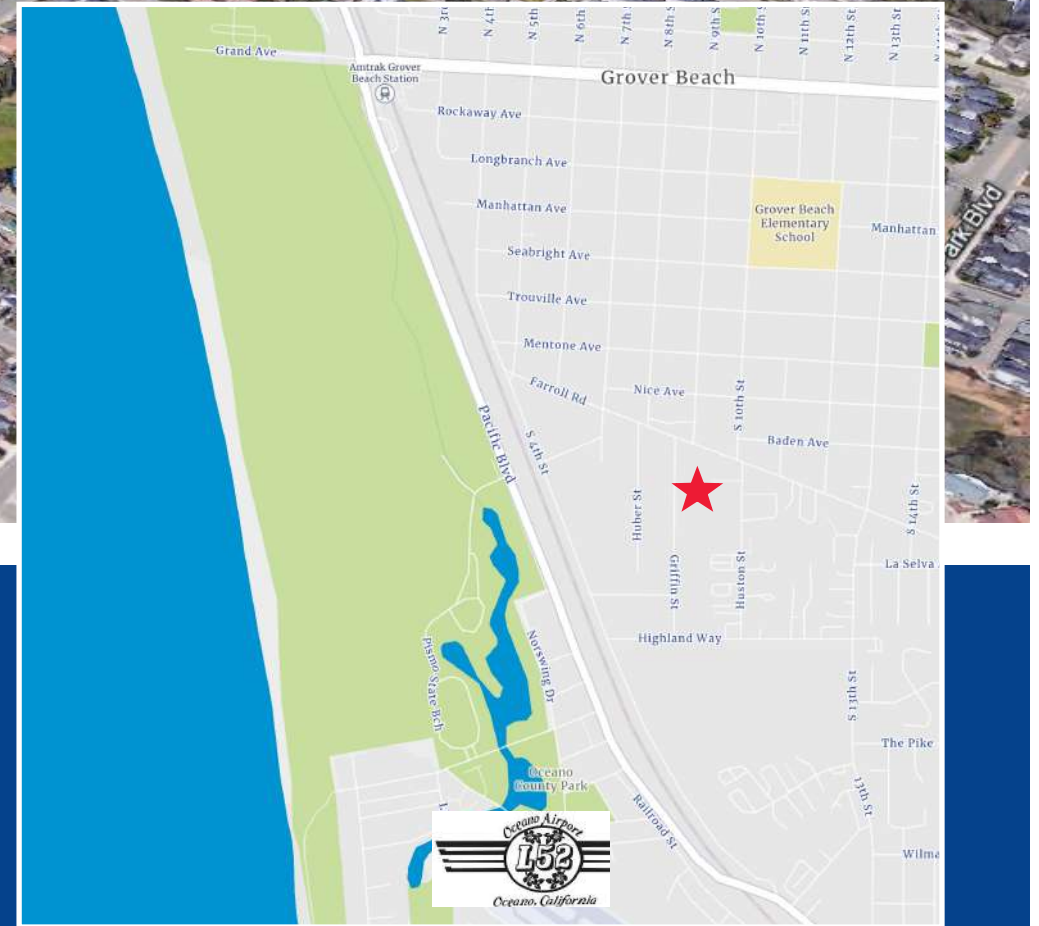 N 4th
N 5th
N 6th
N 7th
N 8th S
N 9th S
N 10th S
N 11th S
N 12th St
N 13th St
Grand Ave
Amtrak Grover
Beach Station
Grover Beach
Rockaway Ave
Longbranch Ave
Manhattan Ave
Grover Beach
Elementary
School
Manhattan
Park Blvd
Seabright Ave
Trouville Ave
Mentone Ave
Farroll Rd
Nice Ave
S 10th St
Pacific Blvd
S 4th St
Baden Ave
Huber St
S 14th St
Griffin St
Huston St
La Selva
Highland Way
Pismo State Bch
Norswing Dr
S 13th St
The Pike
Oceano
County Park
Railroad St
13th St
Oceano Airport
L52
Oceano, California